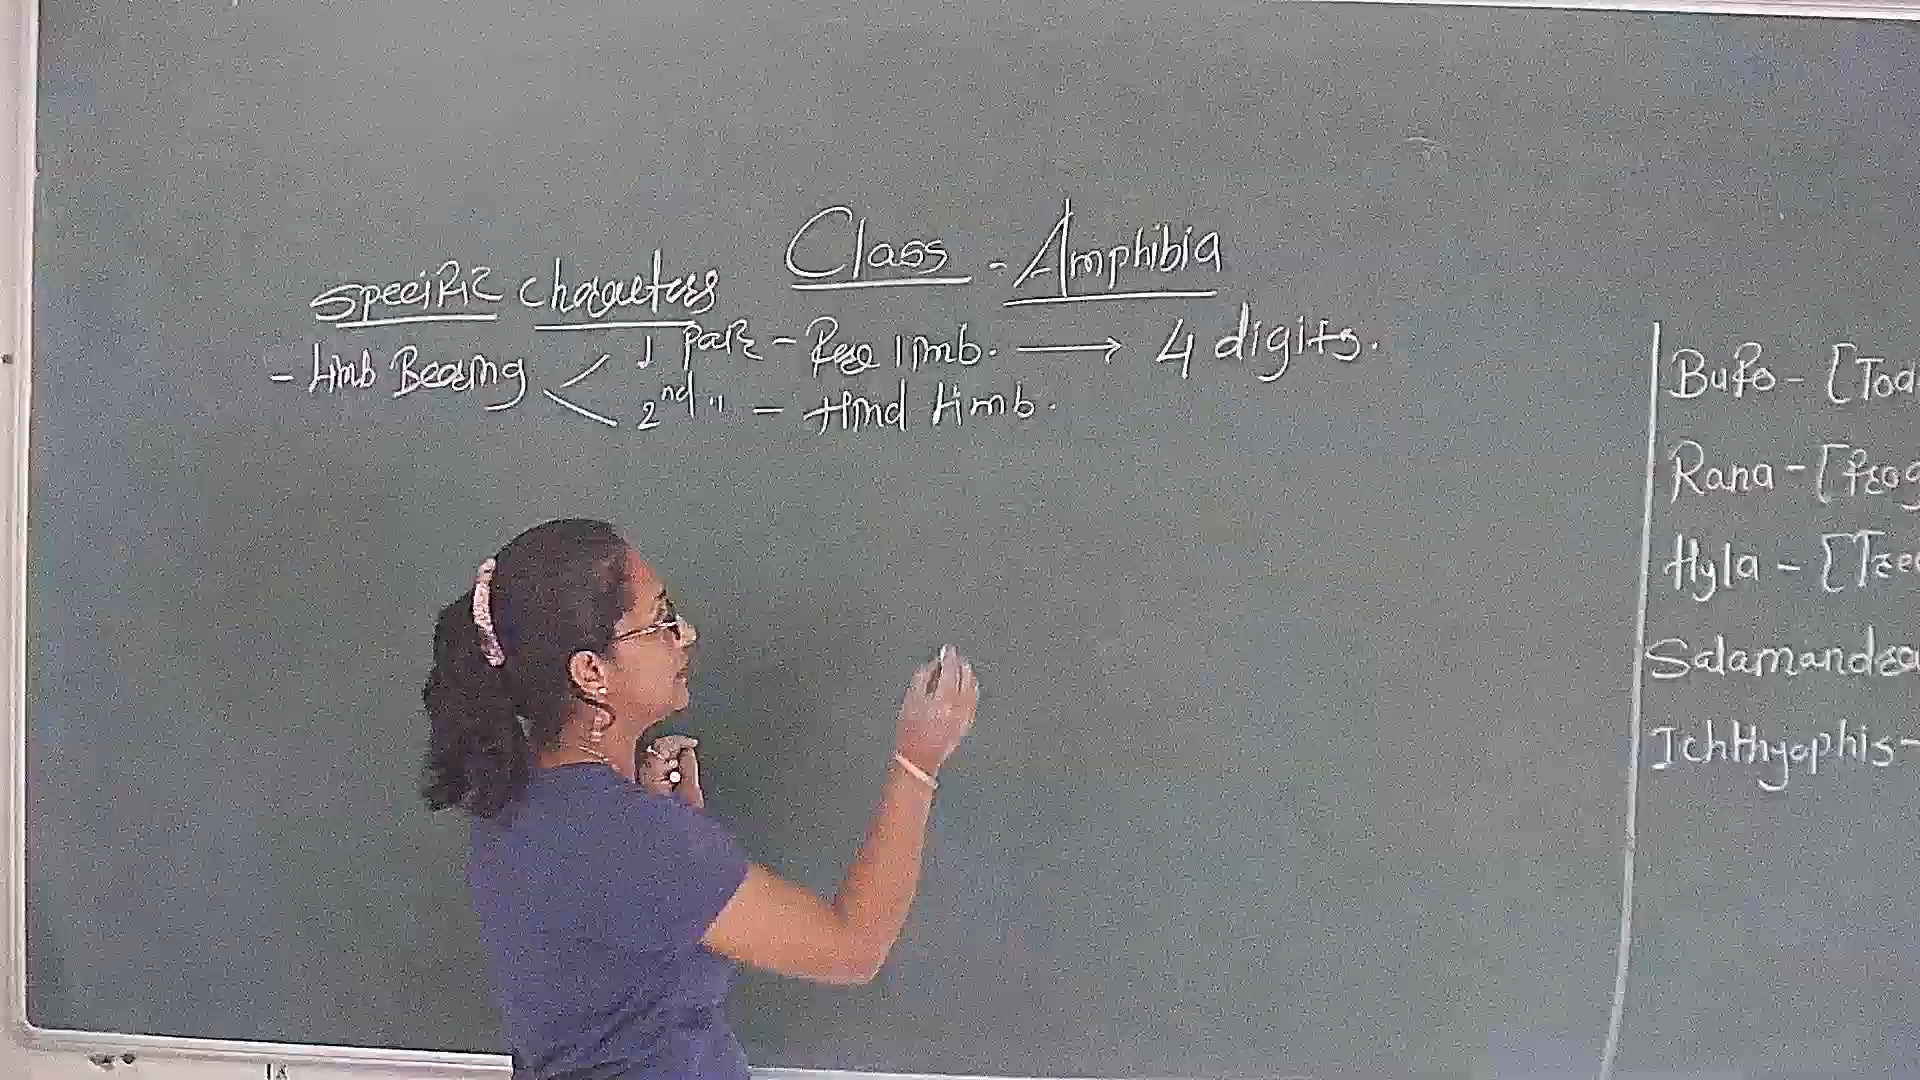 Class - Amphibia
Specific characters
- Limb Bearing
1 Pair - Fore limb. → 4 digits.
2nd " - Hind Limb.
Bufo - [Toa
Rana - [Frog
Hyla - [Tree
Salamandra
Ichthyophis -